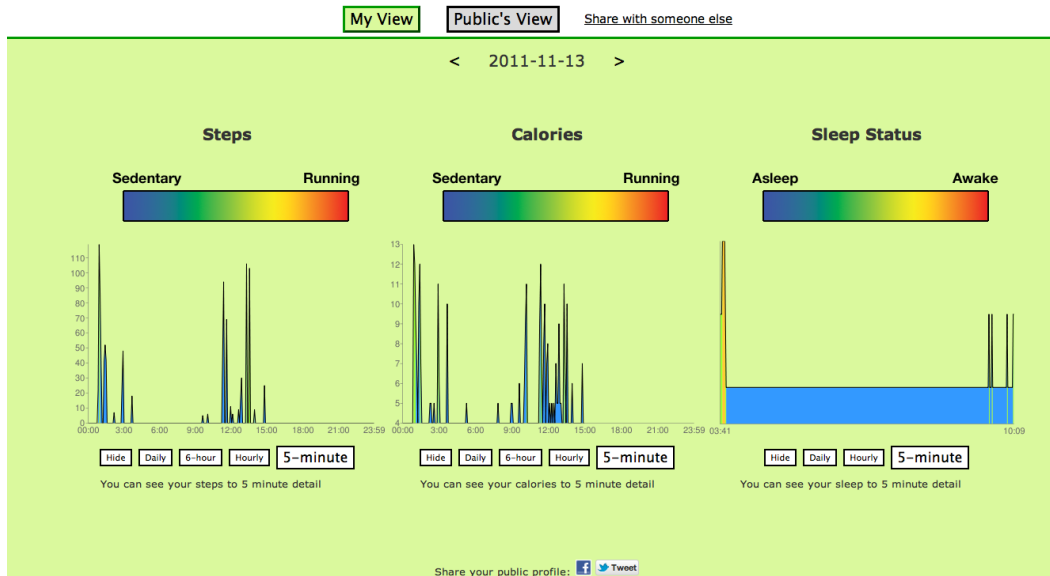 My View Public's View Share with someone else
< 2011-11-13 >
Steps Calories Sleep Status
Sedentary Running Sedentary Running Asleep Awake
110
100
90
80
70
60
50
40
30
20
10
0
00:00 3:00 6:00 9:00 12:00 15:00 18:00 21:00 23:59
13
12
11
10
9
8
7
6
5
4
00:00 3:00 6:00 9:00 12:00 15:00 18:00 21:00 23:59
03:41 10:09
Hide Daily 6-hour Hourly 5-minute
Hide Daily 6-hour Hourly 5-minute
Hide Daily Hourly 5-minute
You can see your steps to 5 minute detail
You can see your calories to 5 minute detail
You can see your sleep to 5 minute detail
Share your public profile: f Tweet